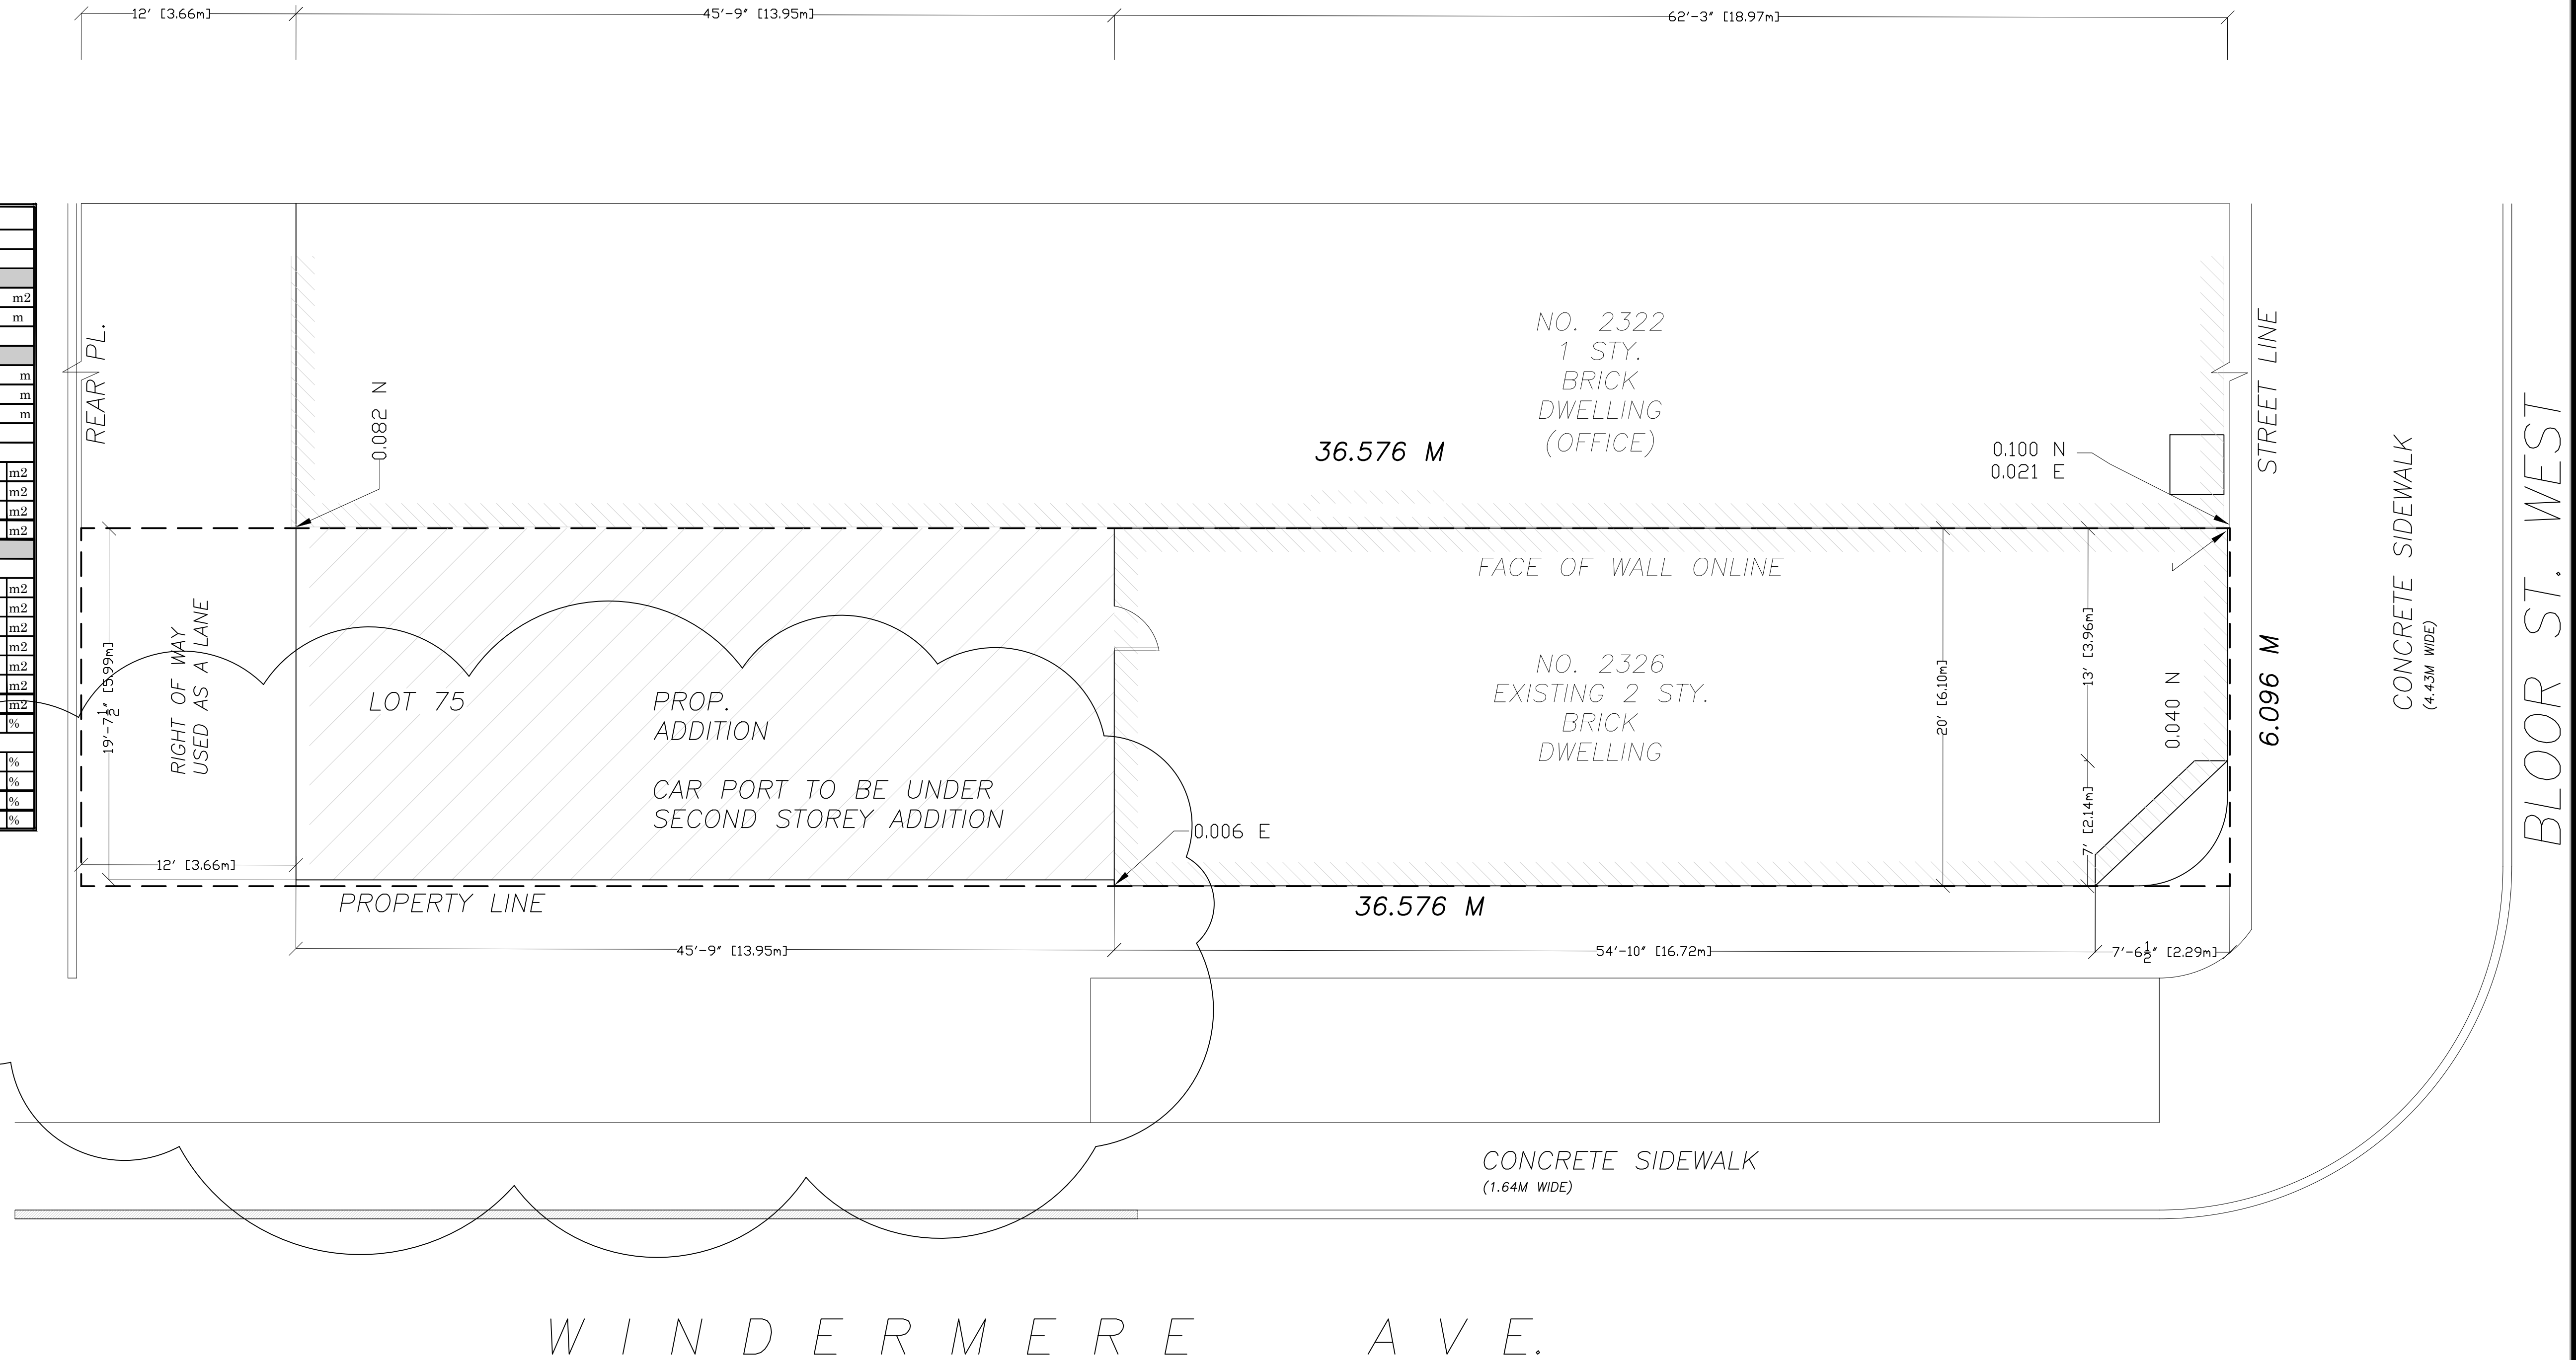 12' [3.66m]
45'-9" [13.95m]
62'-3" [18.97m]
m2
m
m
m
m
m2
m2
m2
m2
m2
m2
m2
m2
m2
m2
m2
%
%
%
%
%
REAR PL.
0.082 N
NO. 2322
1 STY.
BRICK
DWELLING
(OFFICE)
36.576 M
0.100 N
0.021 E
STREET LINE
CONCRETE SIDEWALK
(4.43M WIDE)
BLOOR ST. WEST
FACE OF WALL ONLINE
19'-7 1/2" [5.99m]
RIGHT OF WAY
USED AS A LANE
LOT 75
PROP.
ADDITION
CAR PORT TO BE UNDER
SECOND STOREY ADDITION
NO. 2326
EXISTING 2 STY.
BRICK
DWELLING
20' [6.10m]
13' [3.96m]
7' [2.14m]
0.040 N
6.096 M
0.006 E
12' [3.66m]
PROPERTY LINE
36.576 M
45'-9" [13.95m]
54'-10" [16.72m]
7'-6 1/2" [2.29m]
CONCRETE SIDEWALK
(1.64M WIDE)
WINDERMERE AVE.